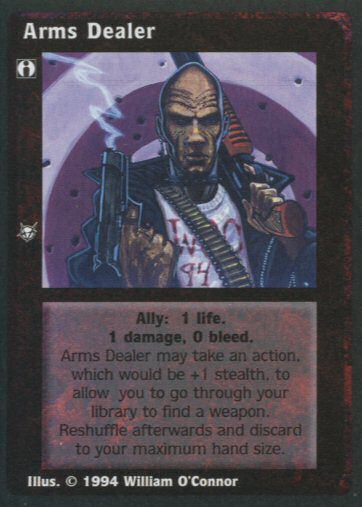 Arms Dealer
WOC
94
Ally: 1 life.
1 damage, 0 bleed.
Arms Dealer may take an action,
which would be +1 stealth, to
allow you to go through your
library to find a weapon.
Reshuffle afterwards and discard
to your maximum hand size.
Illus. © 1994 William O'Connor